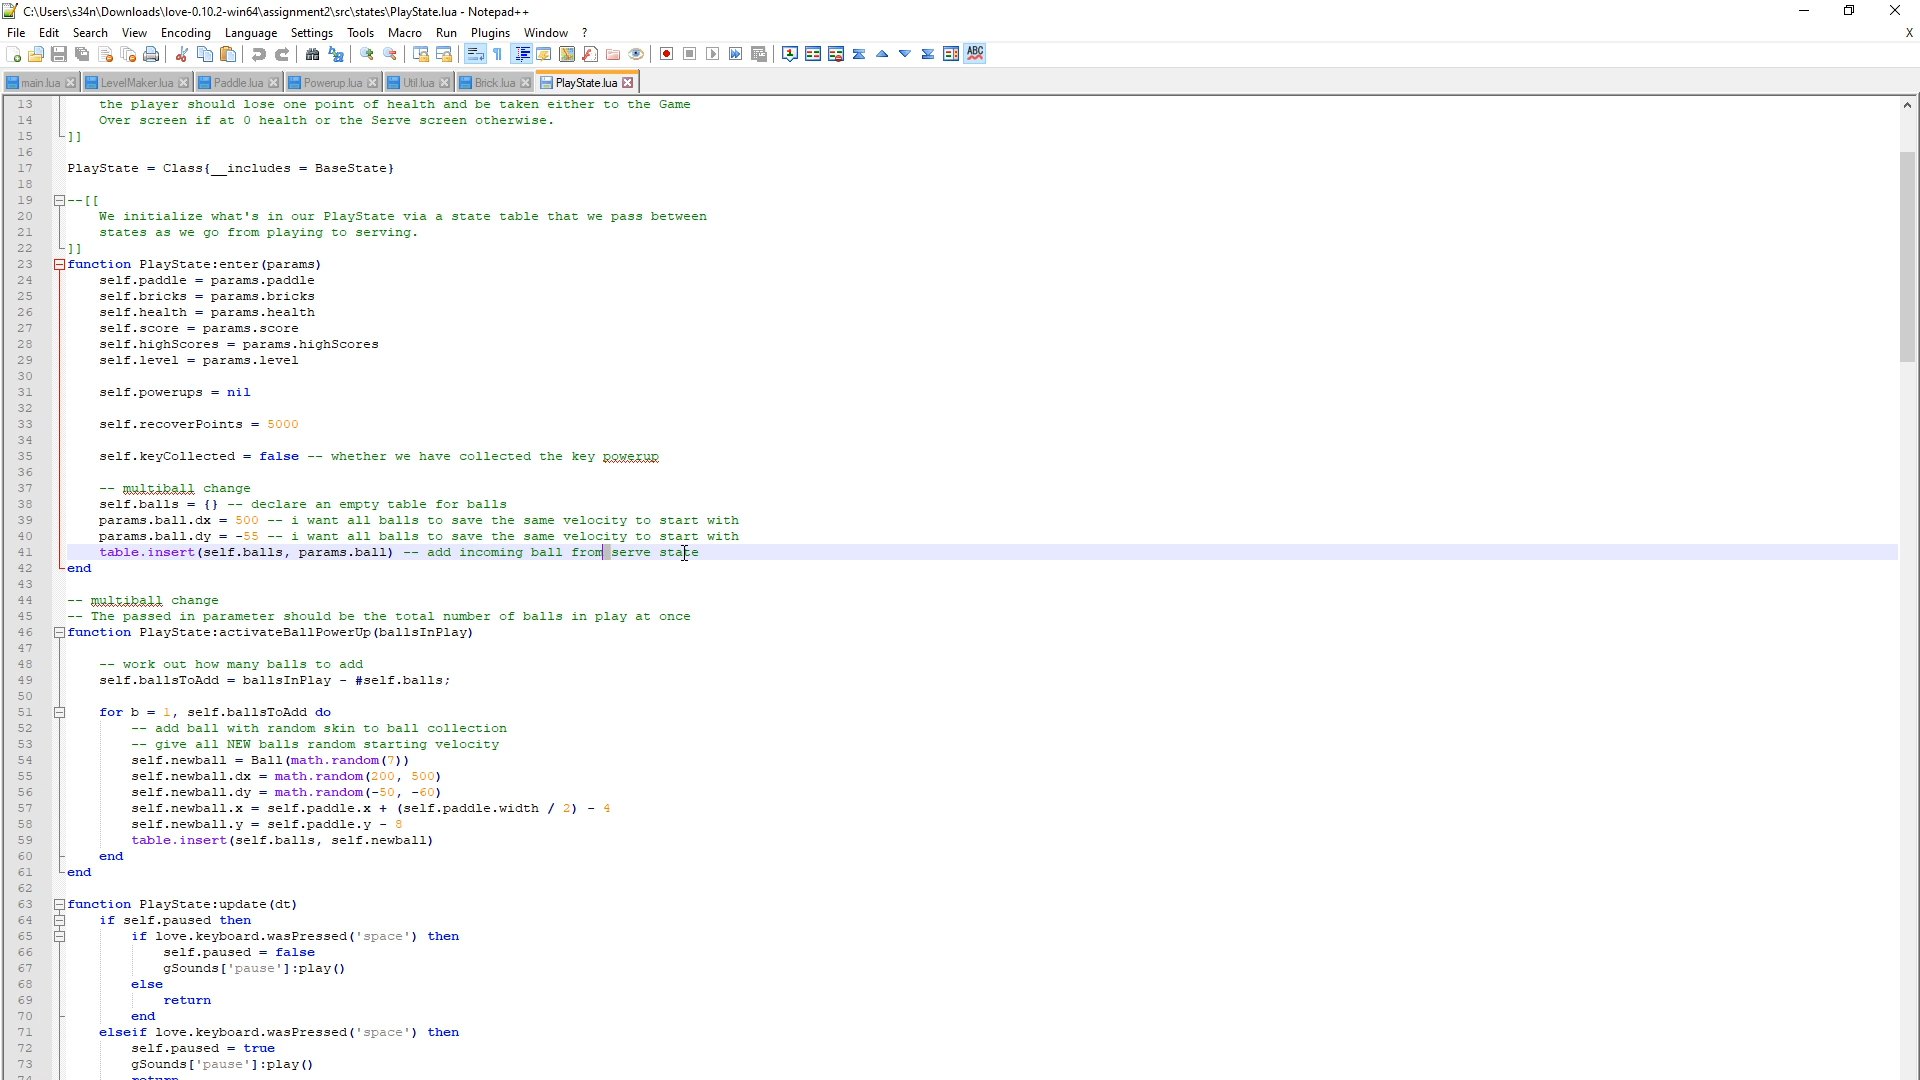 C:\Users\s34n\Downloads\love-0.10.2-win64\assignment2\src\states\PlayState.lua - Notepad++
File Edit Search View Encoding Language Settings Tools Macro Run Plugins Window ? X
main.lua LevelMaker.lua Paddle.lua Powerup.lua Util.lua Brick.lua PlayState.lua
13 the player should lose one point of health and be taken either to the Game
14 Over screen if at 0 health or the Serve screen otherwise.
15 ]]
16
17 PlayState = Class{__includes = BaseState}
18
19 --[[
20 We initialize what's in our PlayState via a state table that we pass between
21 states as we go from playing to serving.
22 ]]
23 function PlayState:enter(params)
24 self.paddle = params.paddle
25 self.bricks = params.bricks
26 self.health = params.health
27 self.score = params.score
28 self.highScores = params.highScores
29 self.level = params.level
30
31 self.powerups = nil
32
33 self.recoverPoints = 5000
34
35 self.keyCollected = false -- whether we have collected the key powerup
36
37 -- multiball change
38 self.balls = {} -- declare an empty table for balls
39 params.ball.dx = 500 -- i want all balls to save the same velocity to start with
40 params.ball.dy = -55 -- i want all balls to save the same velocity to start with
41 table.insert(self.balls, params.ball) -- add incoming ball from serve state
42 end
43
44 -- multiball change
45 -- The passed in parameter should be the total number of balls in play at once
46 function PlayState:activateBallPowerUp(ballsInPlay)
47
48 -- work out how many balls to add
49 self.ballsToAdd = ballsInPlay - #self.balls;
50
51 for b = 1, self.ballsToAdd do
52 -- add ball with random skin to ball collection
53 -- give all NEW balls random starting velocity
54 self.newball = Ball(math.random(7))
55 self.newball.dx = math.random(200, 500)
56 self.newball.dy = math.random(-50, -60)
57 self.newball.x = self.paddle.x + (self.paddle.width / 2) - 4
58 self.newball.y = self.paddle.y - 8
59 table.insert(self.balls, self.newball)
60 end
61 end
62
63 function PlayState:update(dt)
64 if self.paused then
65 if love.keyboard.wasPressed('space') then
66 self.paused = false
67 gSounds['pause']:play()
68 else
69 return
70 end
71 elseif love.keyboard.wasPressed('space') then
72 self.paused = true
73 gSounds['pause']:play()
74 return